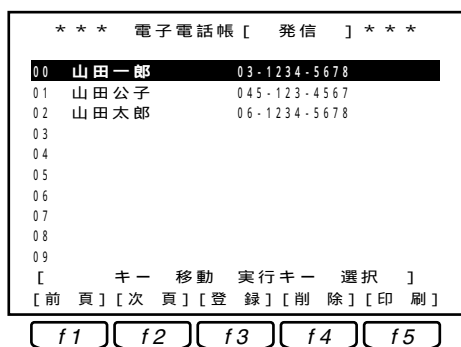 *** 電子電話帳[ 発信 ]***
00 山田一郎 03-1234-5678
01 山田公子 045-123-4567
02 山田太郎 06-1234-5678
03
04
05
06
07
08
09
[ キー 移動 実行キー 選択 ]
[前 頁][次 頁][登 録][削 除][印 刷]
f1 f2 f3 f4 f5